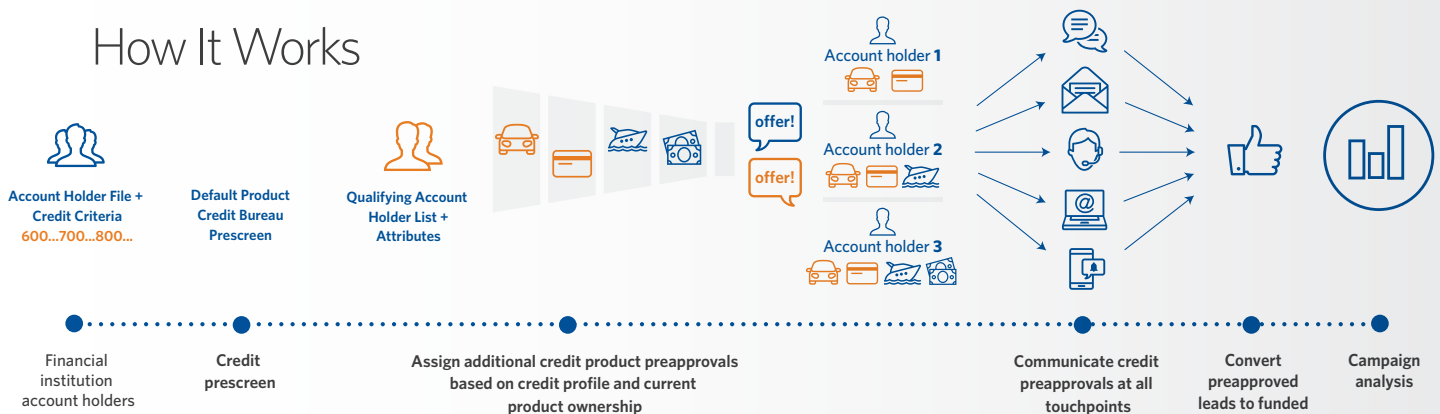 How It Works
Account Holder File +
Credit Criteria
600...700...800...
Default Product
Credit Bureau
Prescreen
Qualifying Account
Holder List +
Attributes
offer!
offer!
Account holder 1
Account holder 2
Account holder 3
@
Financial
institution
account holders
Credit
prescreen
Assign additional credit product preapprovals
based on credit profile and current
product ownership
Communicate credit
preapprovals at all
touchpoints
Convert
preapproved
leads to funded
Campaign
analysis